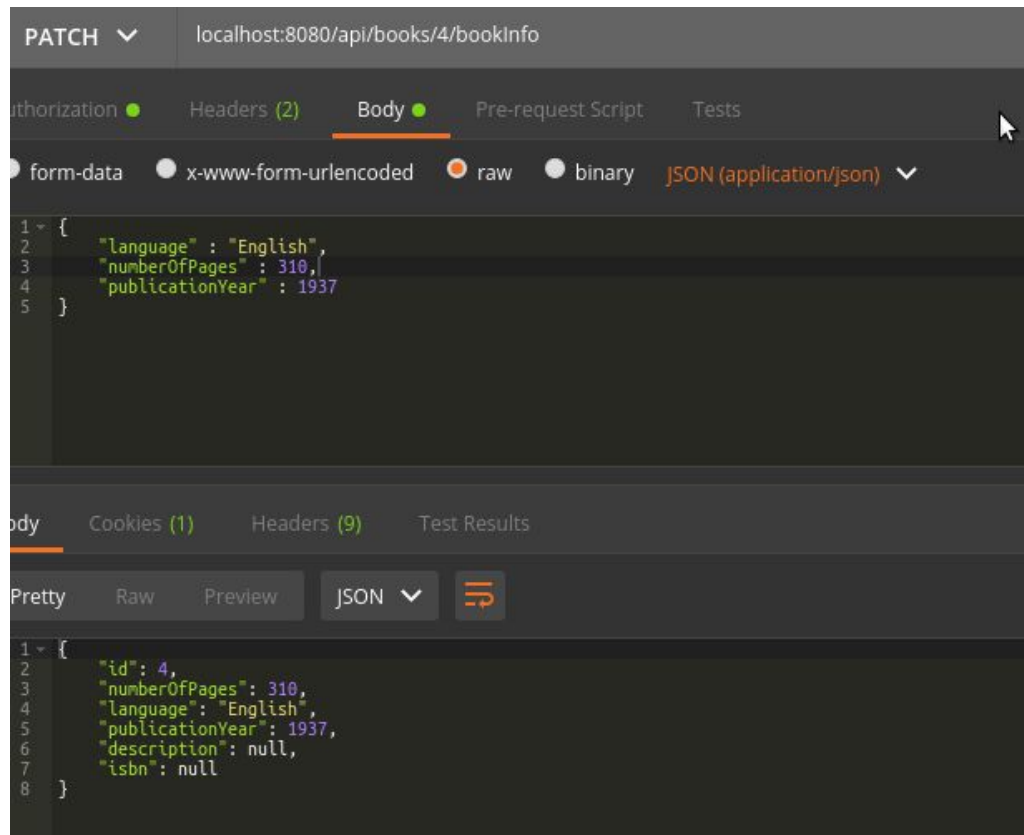 PATCH localhost:8080/api/books/4/bookInfo
uthorization Headers (2) Body Pre-request Script Tests
form-data x-www-form-urlencoded raw binary JSON (application/json)
1 {
2 "language" : "English",
3 "numberOfPages" : 310,
4 "publicationYear" : 1937
5 }
ody Cookies (1) Headers (9) Test Results
Pretty Raw Preview JSON
1 {
2 "id": 4,
3 "numberOfPages": 310,
4 "language": "English",
5 "publicationYear": 1937,
6 "description": null,
7 "isbn": null
8 }